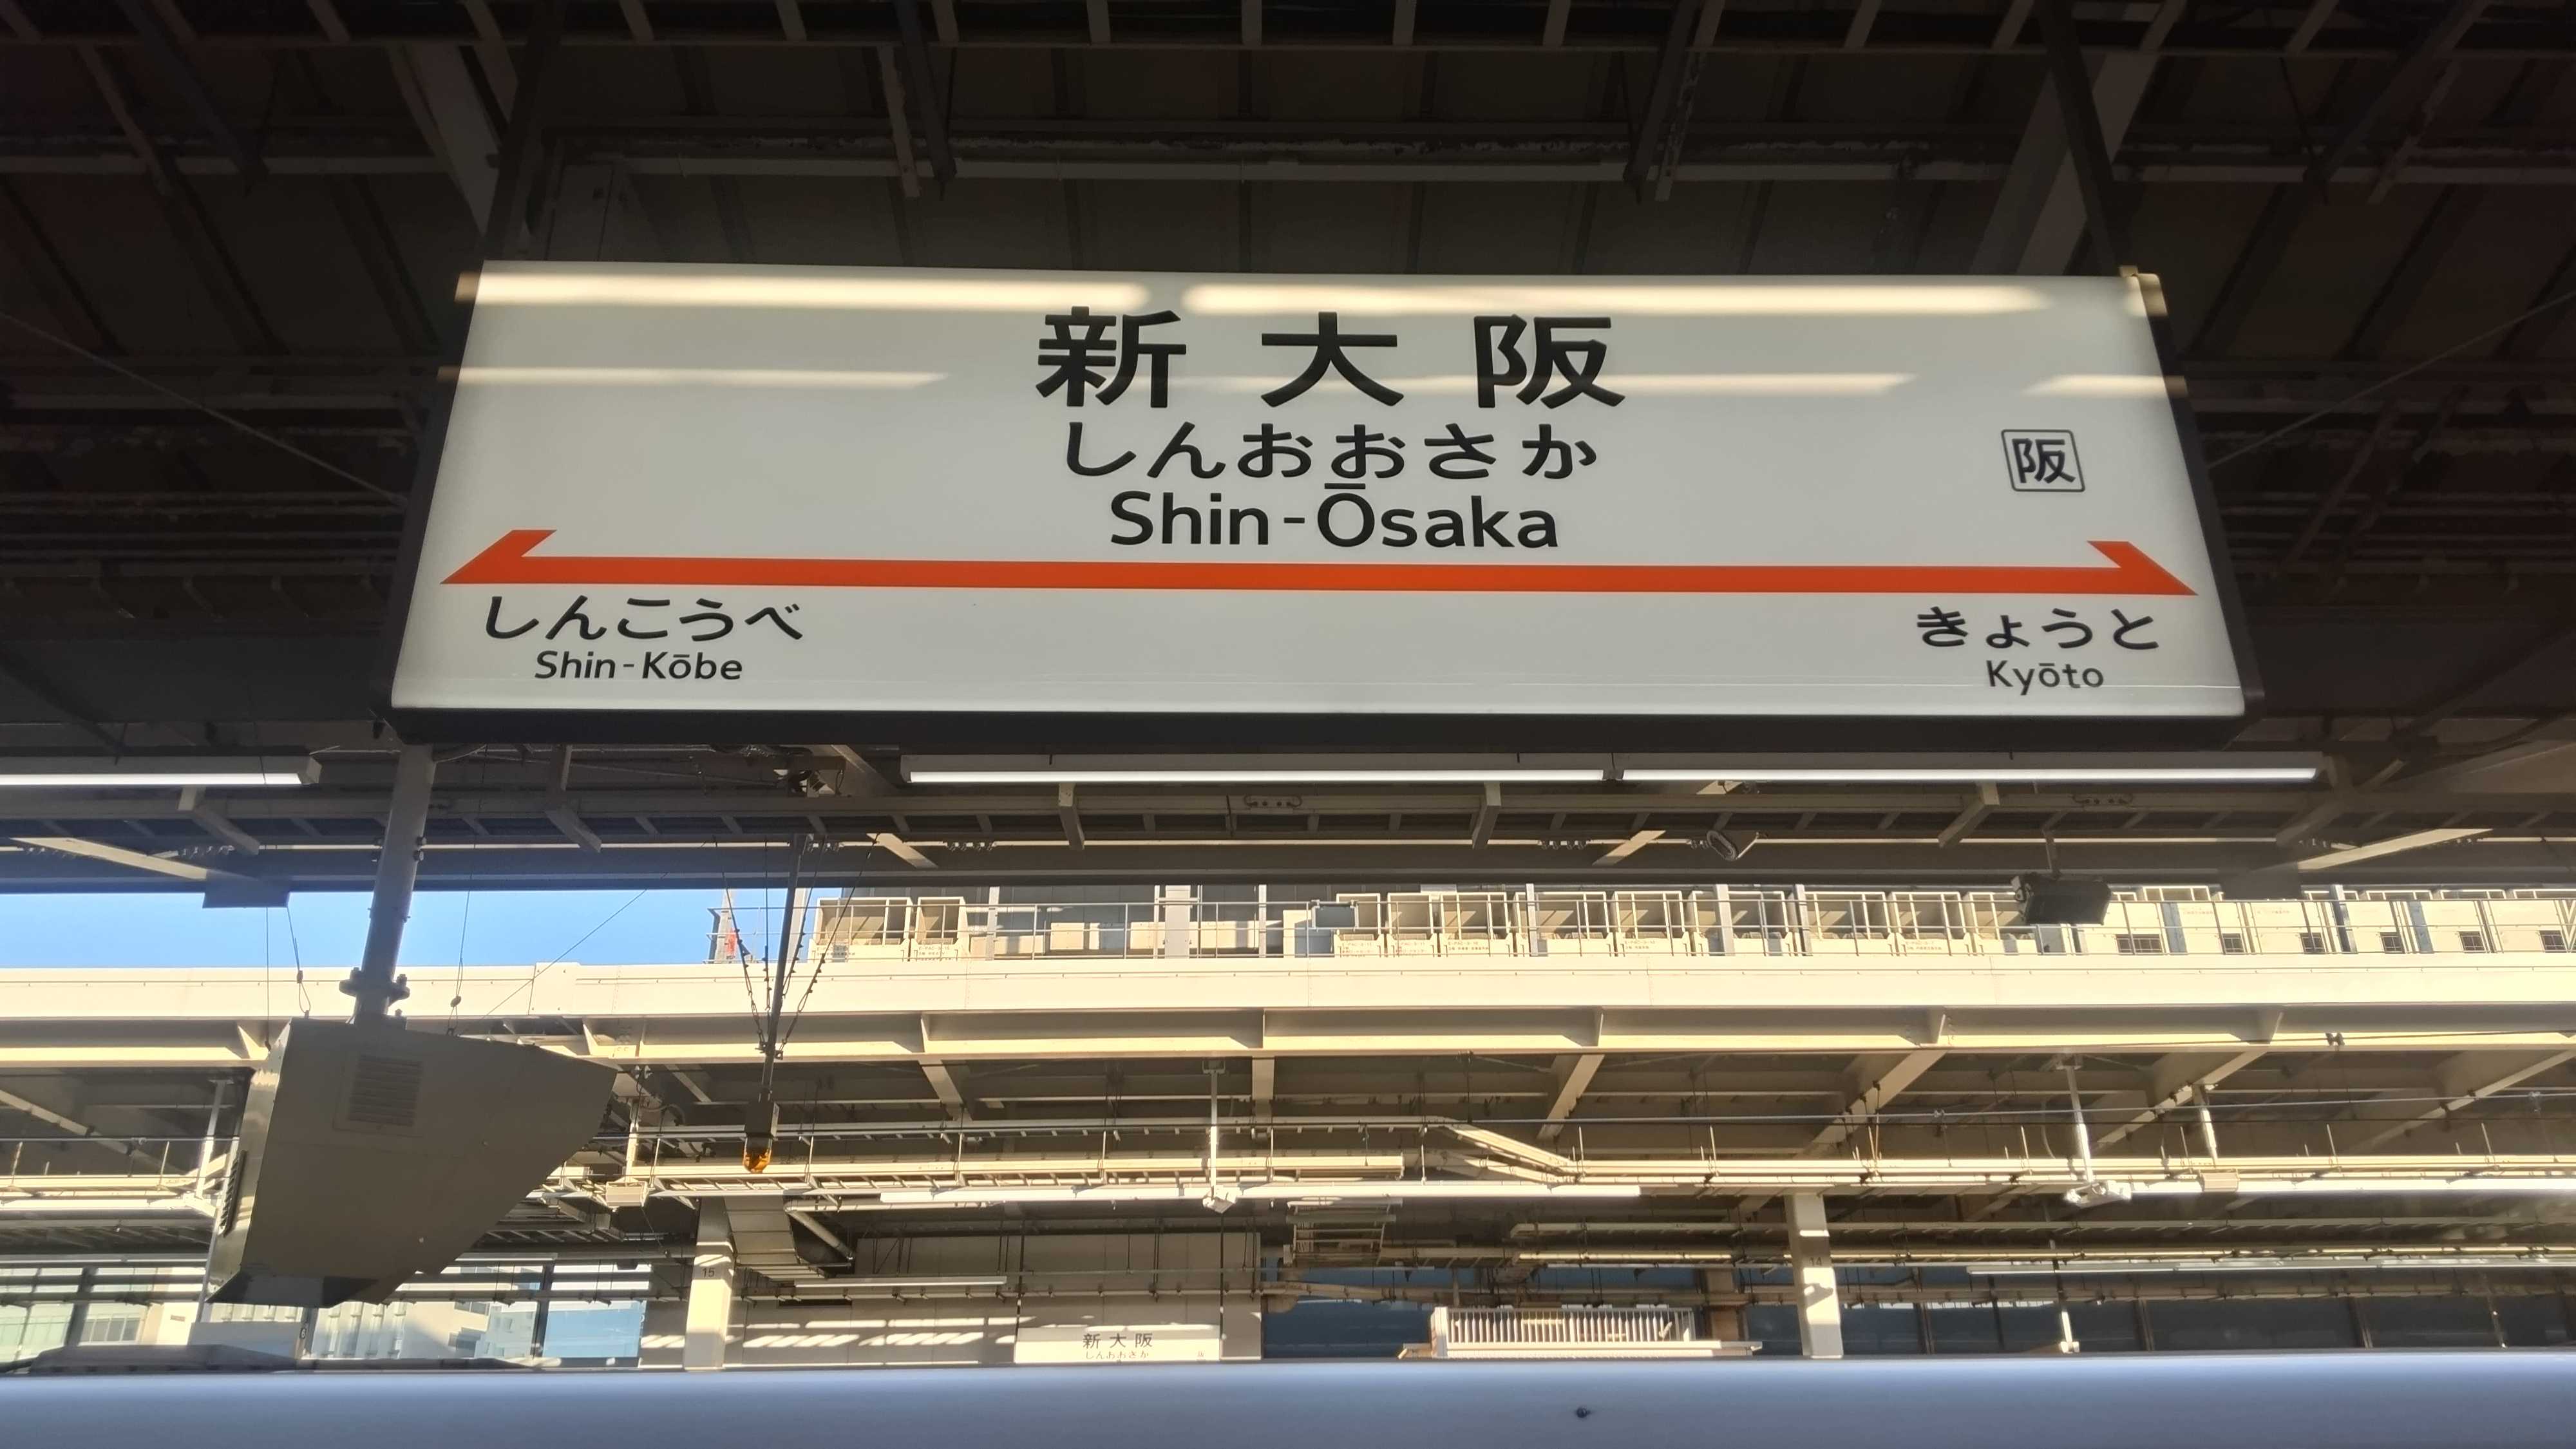 新大阪
しんおおさか
阪
Shin-Ōsaka
しんこうべ
Shin-Kōbe
きょうと
Kyōto
15
新大阪
しんおおさか